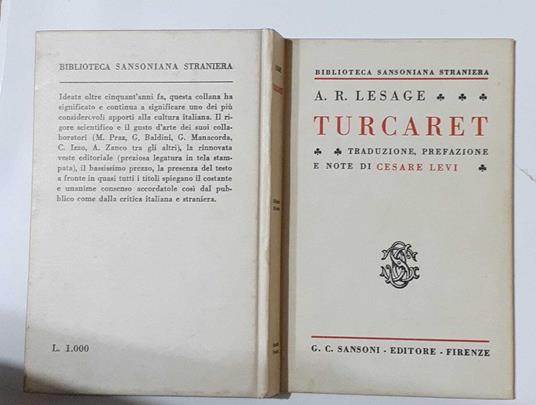 BIBLIOTECA SANSONIANA STRANIERA
Ideata oltre cinquant'anni fa, questa collana ha
significato e continua a significare uno dei più
considerevoli apporti alla cultura italiana. Il ri-
gore scientifico e il gusto d'arte dei suoi col-
laboratori (M. Praz, G. Baldini, G. Manacorda,
C. Izzo, A. Zanco tra gli altri), la rinnovata
veste editoriale (preziosa legatura in tela stam-
pata), il bassissimo prezzo, la presenza del testo
a fronte in quasi tutti i titoli spiegano il costante
e unanime consenso accordatole così dal pub-
blico come dalla critica italiana e straniera.
L. 1.000
BIBLIOTECA SANSONIANA STRANIERA
A. R. LESAGE ♣ ♣ ♣
TURCARET
♣ ♣ TRADUZIONE, PREFAZIONE
E NOTE DI CESARE LEVI ♣
G. C. SANSONI - EDITORE - FIRENZE